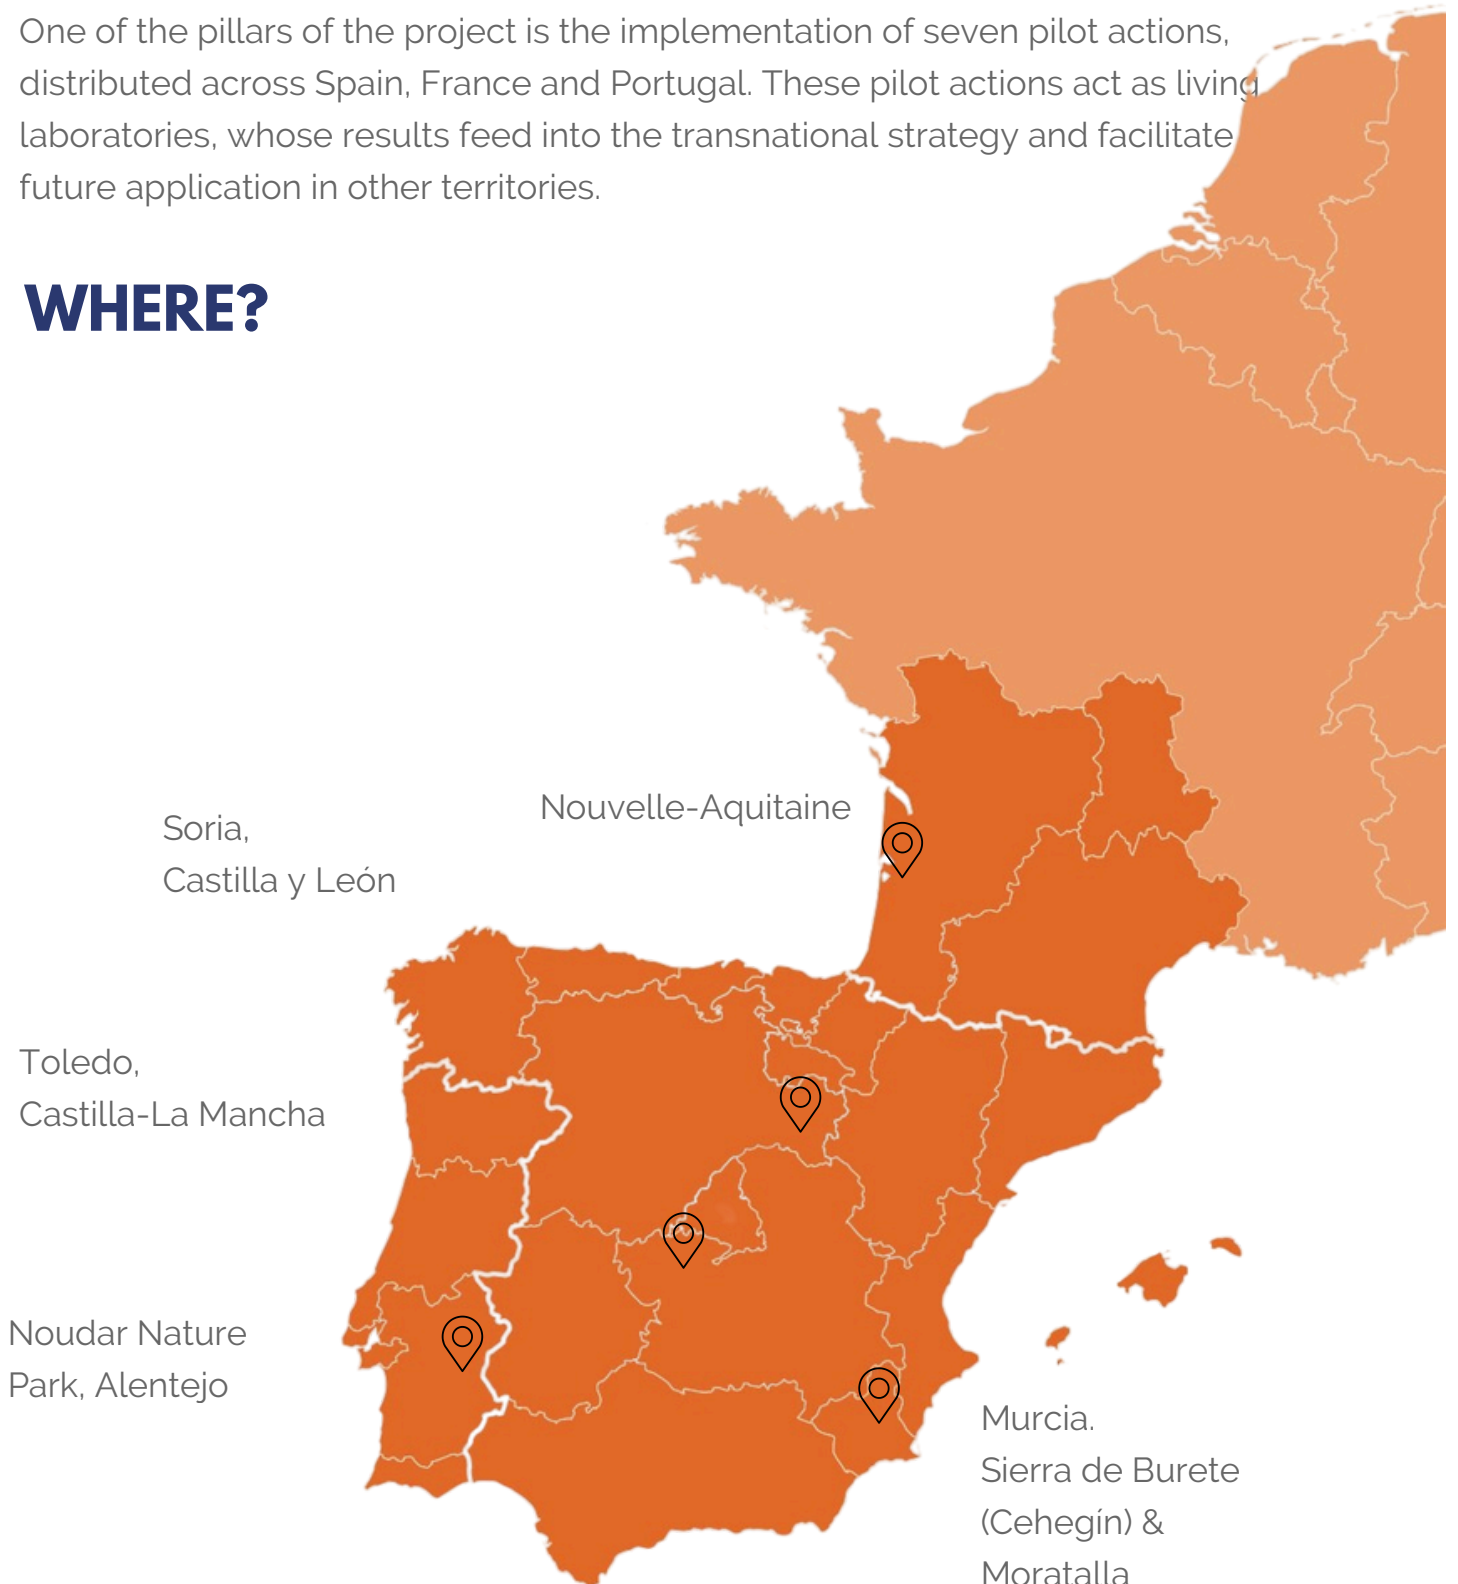 One of the pillars of the project is the implementation of seven pilot actions,
distributed across Spain, France and Portugal. These pilot actions act as living
laboratories, whose results feed into the transnational strategy and facilitate
future application in other territories.
WHERE?
Nouvelle-Aquitaine
Soria,
Castilla y León
Toledo,
Castilla-La Mancha
Noudar Nature
Park, Alentejo
Murcia.
Sierra de Burete
(Cehegín) &
Moratalla